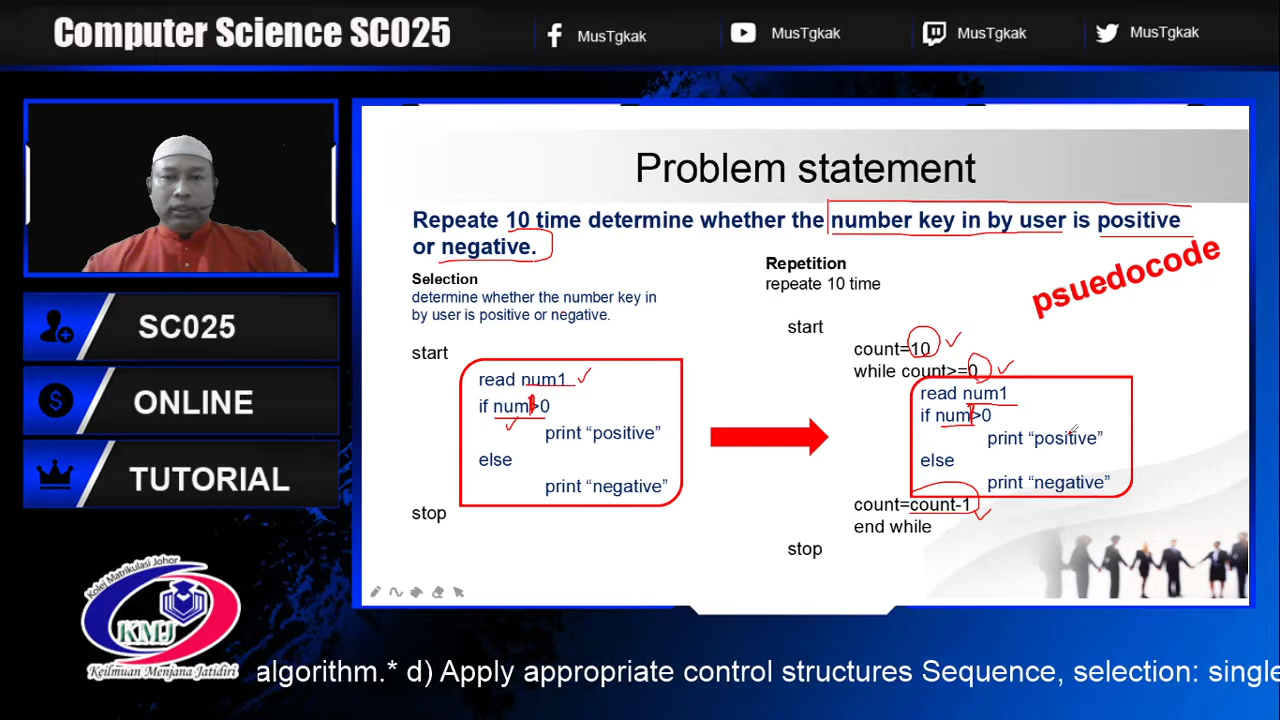 Computer Science SC025
MusTgkak
MusTgkak
MusTgkak
MusTgkak
SC025
ONLINE
TUTORIAL
Kolej Matrikulasi Johor
KMJ
Keilmuan Menjana Jatidiri
Problem statement
Repeate 10 time determine whether the number key in by user is positive
or negative.
Selection
determine whether the number key in
by user is positive or negative.
start
read num1
if num1>0
print “positive”
else
print “negative”
stop
Repetition
repeate 10 time
psuedocode
start
count=10
while count>=0
read num1
if num1>0
print “positive”
else
print “negative”
count=count-1
end while
stop
algorithm.* d) Apply appropriate control structures Sequence, selection: single